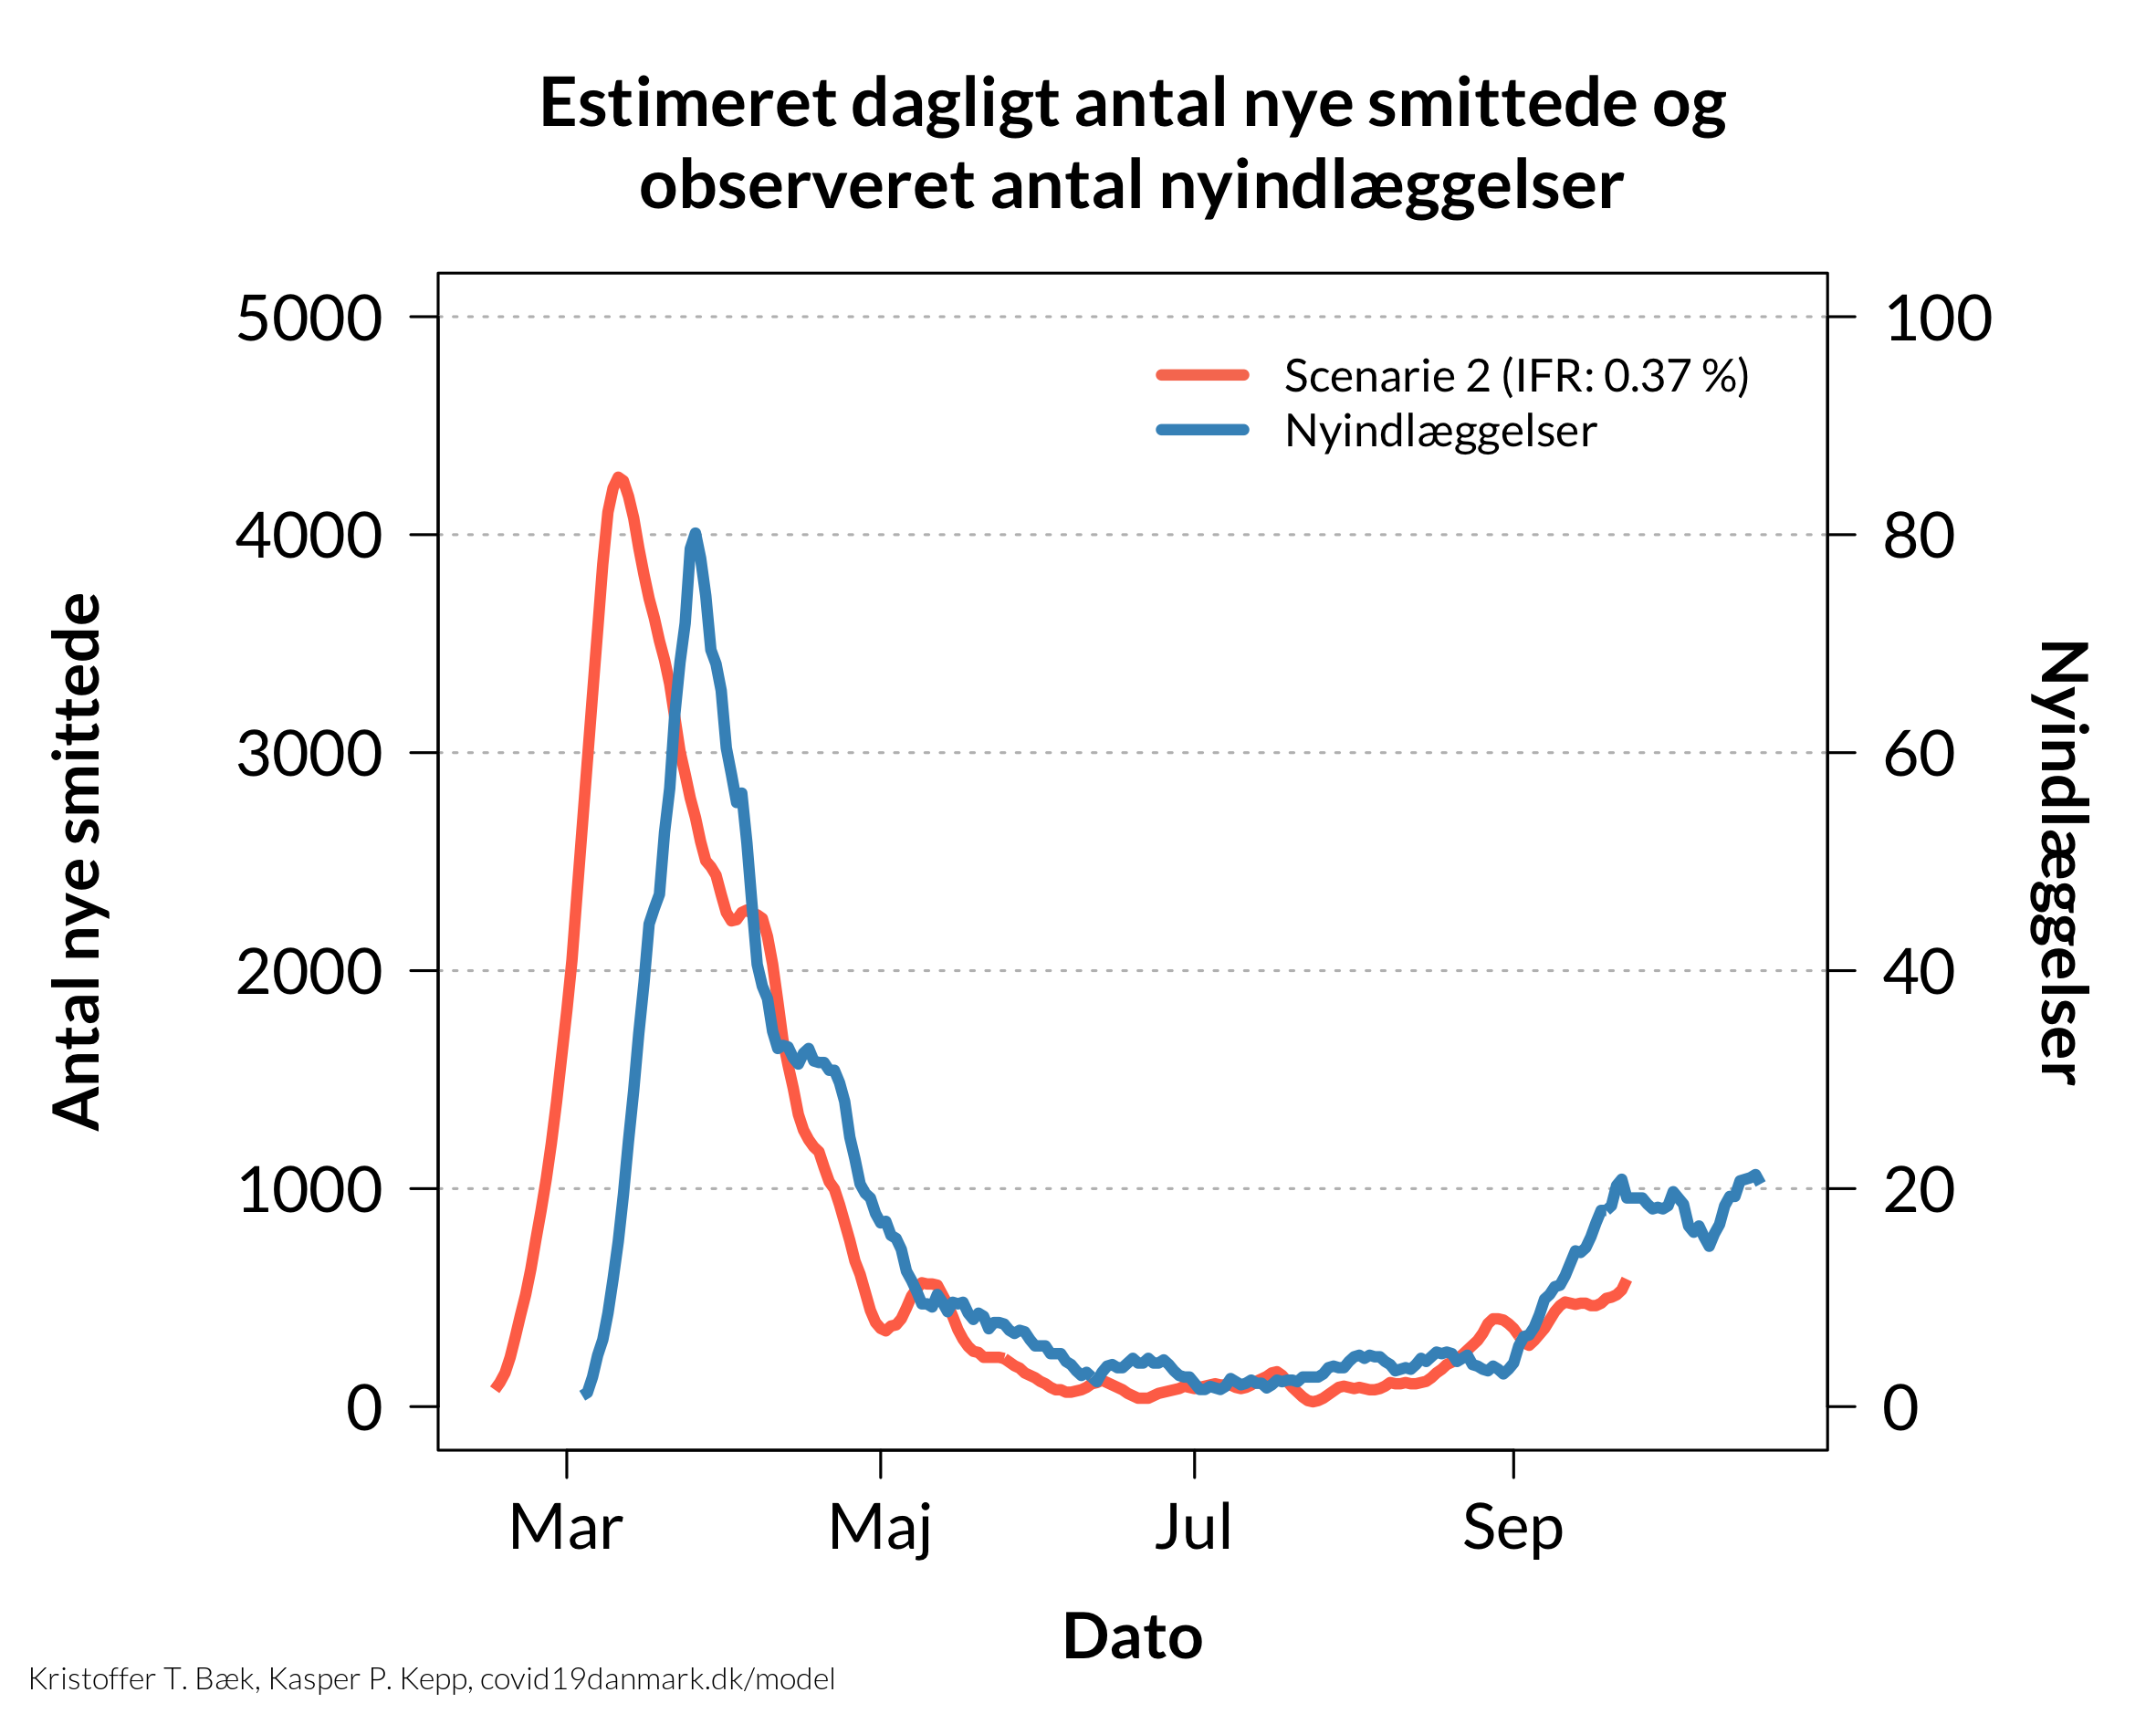 Estimeret dagligt antal nye smittede og
observeret antal nyindlæggelser
5000
4000
3000
2000
1000
0
Antal nye smittede
100
80
60
40
20
0
Nyindlæggelser
Scenarie 2 (IFR: 0.37 %)
Nyindlæggelser
Mar
Maj
Jul
Sep
Dato
Kristoffer T. Bæk, Kasper P. Kepp, covid19danmark.dk/model